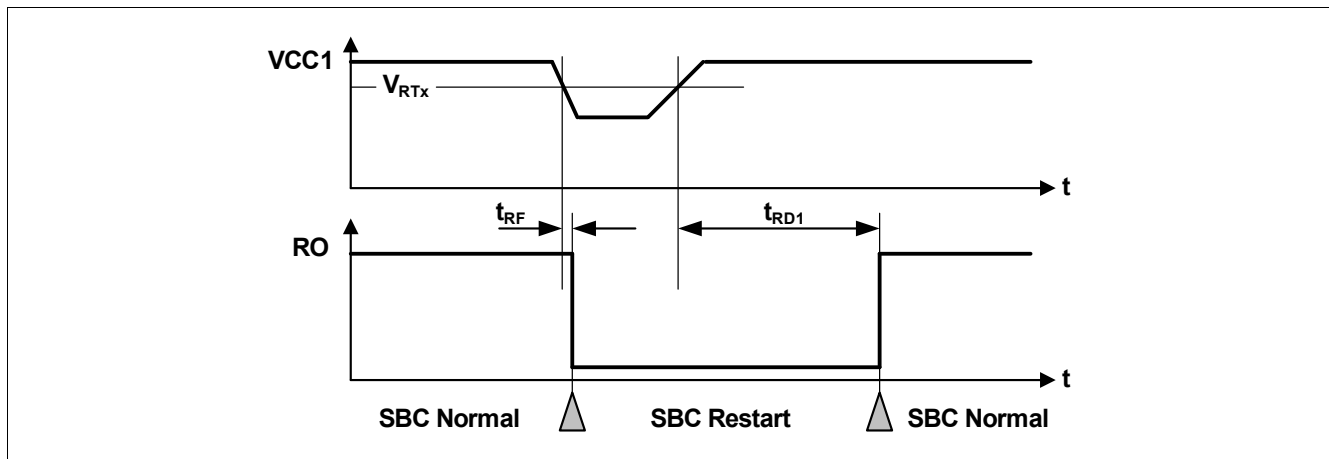 VCC1
VRTx
t
tRF
tRD1
RO
t
SBC Normal
SBC Restart
SBC Normal